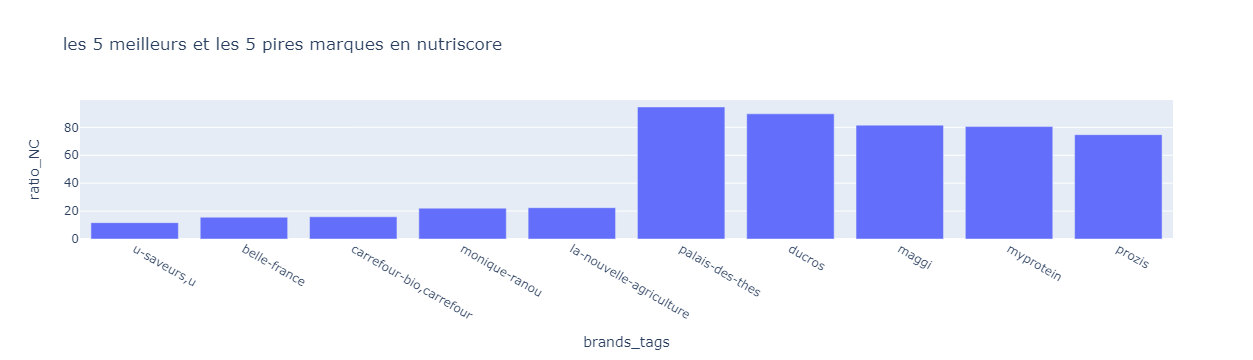 les 5 meilleurs et les 5 pires marques en nutriscore
ratio_NC
80
60
40
20
0
u-saveurs,u
belle-france
carrefour-bio,carrefour
monique-ranou
la-nouvelle-agriculture
palais-des-thes
ducros
maggi
myprotein
prozis
brands_tags